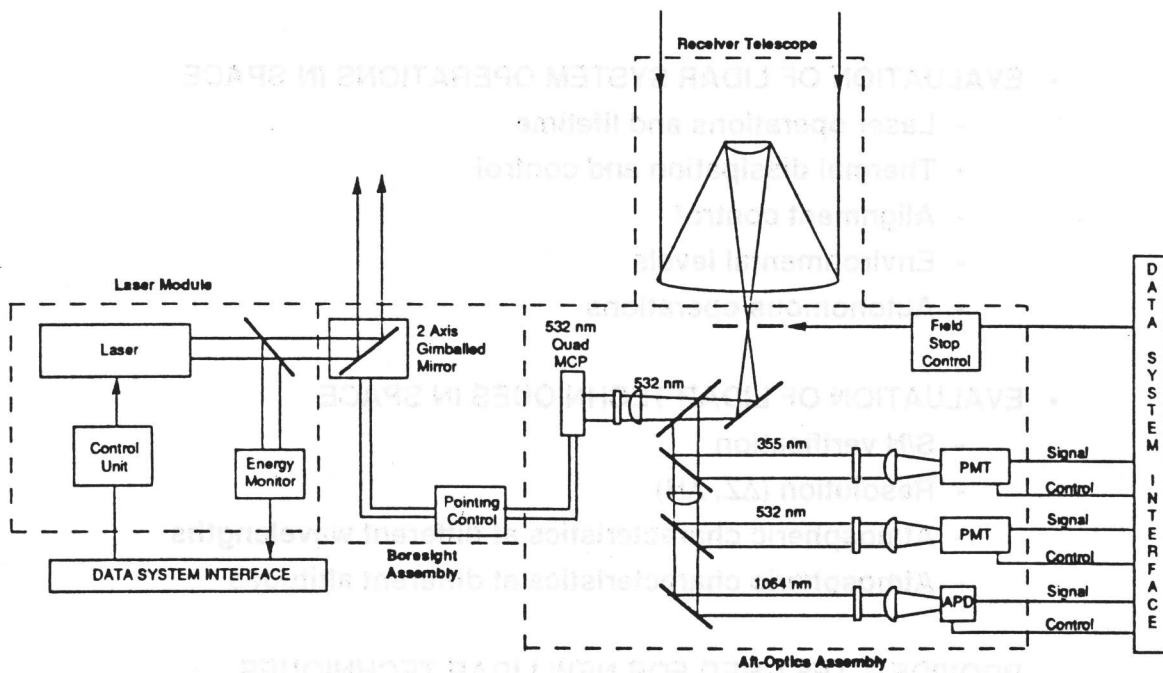 Receiver Telescope
Laser Module
Laser
2 Axis
Gimballed
Mirror
532 nm
Quad
MCP
532 nm
Field
Stop
Control
Control
Unit
Energy
Monitor
Pointing
Control
355 nm
PMT
Signal
Control
532 nm
PMT
Signal
Control
1064 nm
APD
Signal
Control
DATA SYSTEM INTERFACE
Boresight
Assembly
Aft-Optics Assembly
DATA SYSTEM INTERFACE
• EVALUATION OF LIDAR SYSTEM OPERATIONS IN SPACE
- Laser operations and lifetime
- Thermal dissipation and control
- Alignment control
- Environmental levels
- Autonomous operations
• EVALUATION OF LIDAR TECHNIQUES IN SPACE
- S/N verification
- Resolution
- Atmospheric characteristics at different wavelengths
- Atmospheric characteristics at different
FOR NEW LIDAR TECHNIQUES